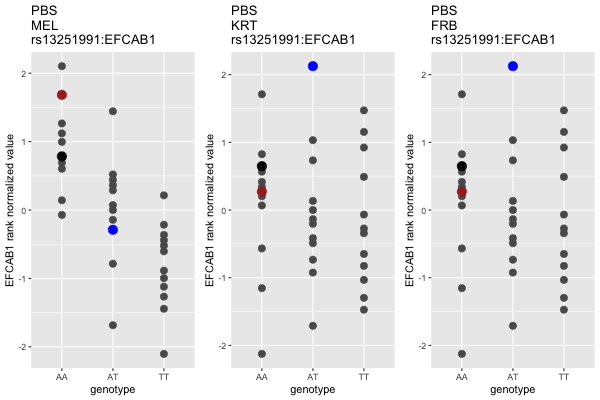 PBS
MEL
rs13251991:EFCAB1
EFCAB1 rank normalized value
2
1
0
-1
-2
AA
AT
TT
genotype
PBS
KRT
rs13251991:EFCAB1
EFCAB1 rank normalized value
2
1
0
-1
-2
AA
AT
TT
genotype
PBS
FRB
rs13251991:EFCAB1
EFCAB1 rank normalized value
2
1
0
-1
-2
AA
AT
TT
genotype